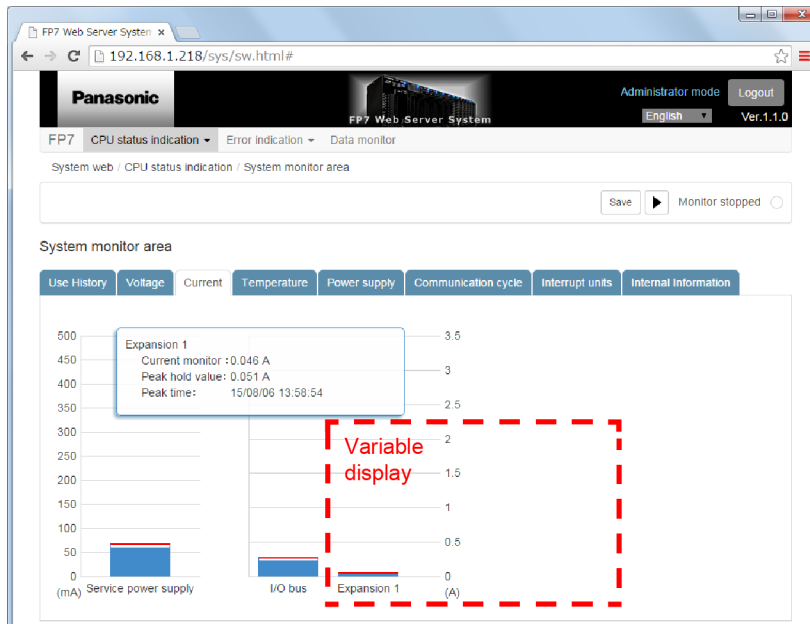 FP7 Web Server System
192.168.1.218/sys/sw.html#
Panasonic
FP7 Web Server System
Administrator mode
Logout
English
Ver.1.1.0
FP7 CPU status indication Error indication Data monitor
System web / CPU status indication / System monitor area
Save Monitor stopped
System monitor area
Use History Voltage Current Temperature Power supply Communication cycle Interrupt units Internal Information
500
450
400
350
300
250
200
150
100
50
0
(mA)
Service power supply
Expansion 1
Current monitor :0.046 A
Peak hold value: 0.051 A
Peak time: 15/08/06 13:58:54
3.5
3
2.5
2
1.5
1
0.5
0
(A)
I/O bus
Expansion 1
Variable
display